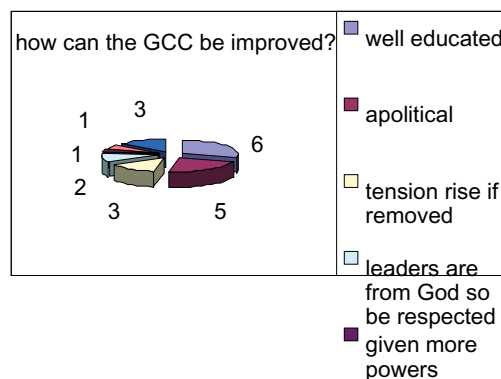 how can the GCC be improved?
3
1
1
2
3
5
6
well educated
apolitical
tension rise if
removed
leaders are
from God so
be respected
given more
powers